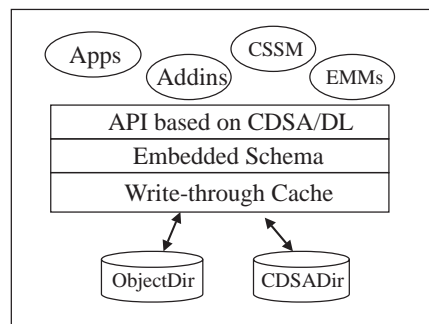 Apps
Addins
CSSM
EMMs
API based on CDSA/DL
Embedded Schema
Write-through Cache
ObjectDir
CDSADir